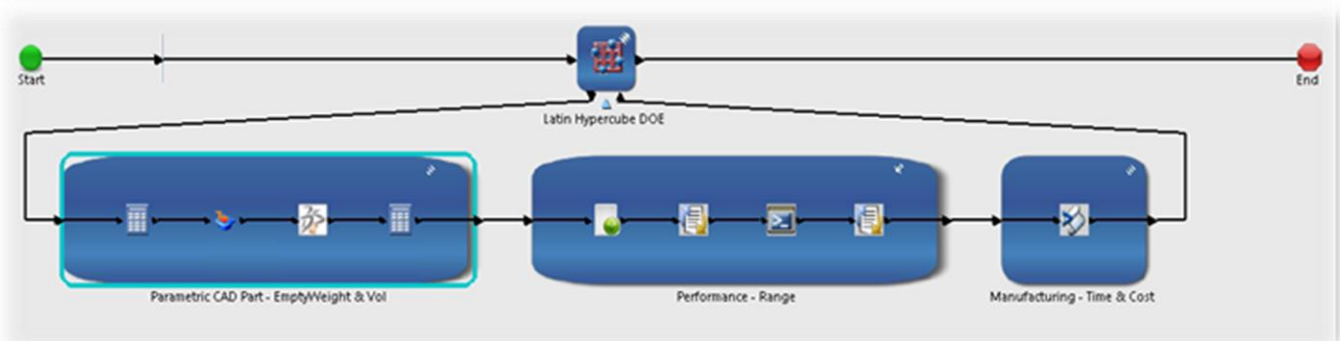 Start
End
Latin Hypercube DOE
Parametric CAD Part - EmptyWeight & Vol
Performance - Range
Manufacturing - Time & Cost